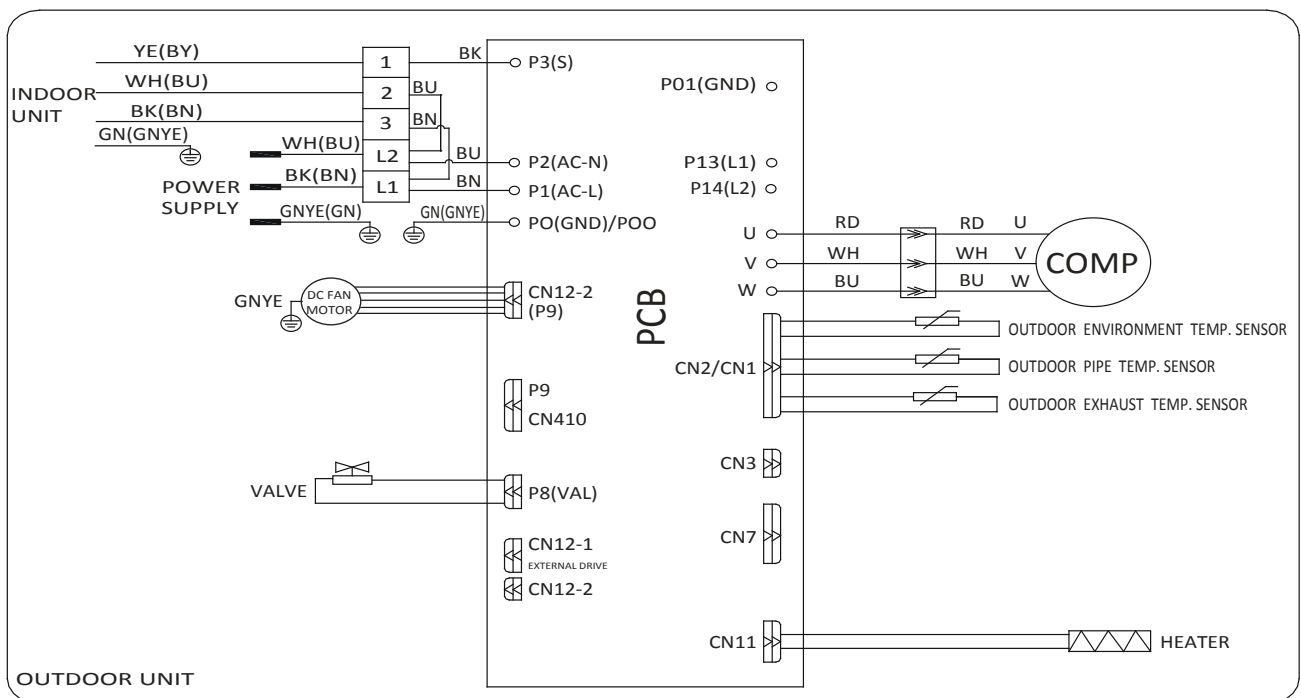 YE(BY)
WH(BU)
INDOOR
UNIT
BK(BN)
GN(GNYE)
1
2
3
L2
L1
BK
BU
BN
WH(BU)
BK(BN)
POWER
SUPPLY
GNYE(GN)
BU
BN
GN(GNYE)
P3(S)
P2(AC-N)
P1(AC-L)
PO(GND)/POO
P01(GND)
P13(L1)
P14(L2)
U RD RD U
V WH WH V
W BU BU W
COMP
GNYE
DC FAN
MOTOR
CN12-2
(P9)
PCB
CN2/CN1
OUTDOOR ENVIRONMENT TEMP. SENSOR
OUTDOOR PIPE TEMP. SENSOR
OUTDOOR EXHAUST TEMP. SENSOR
P9
CN410
CN3
VALVE
P8(VAL)
CN7
CN12-1
EXTERNAL DRIVE
CN12-2
CN11
HEATER
OUTDOOR UNIT